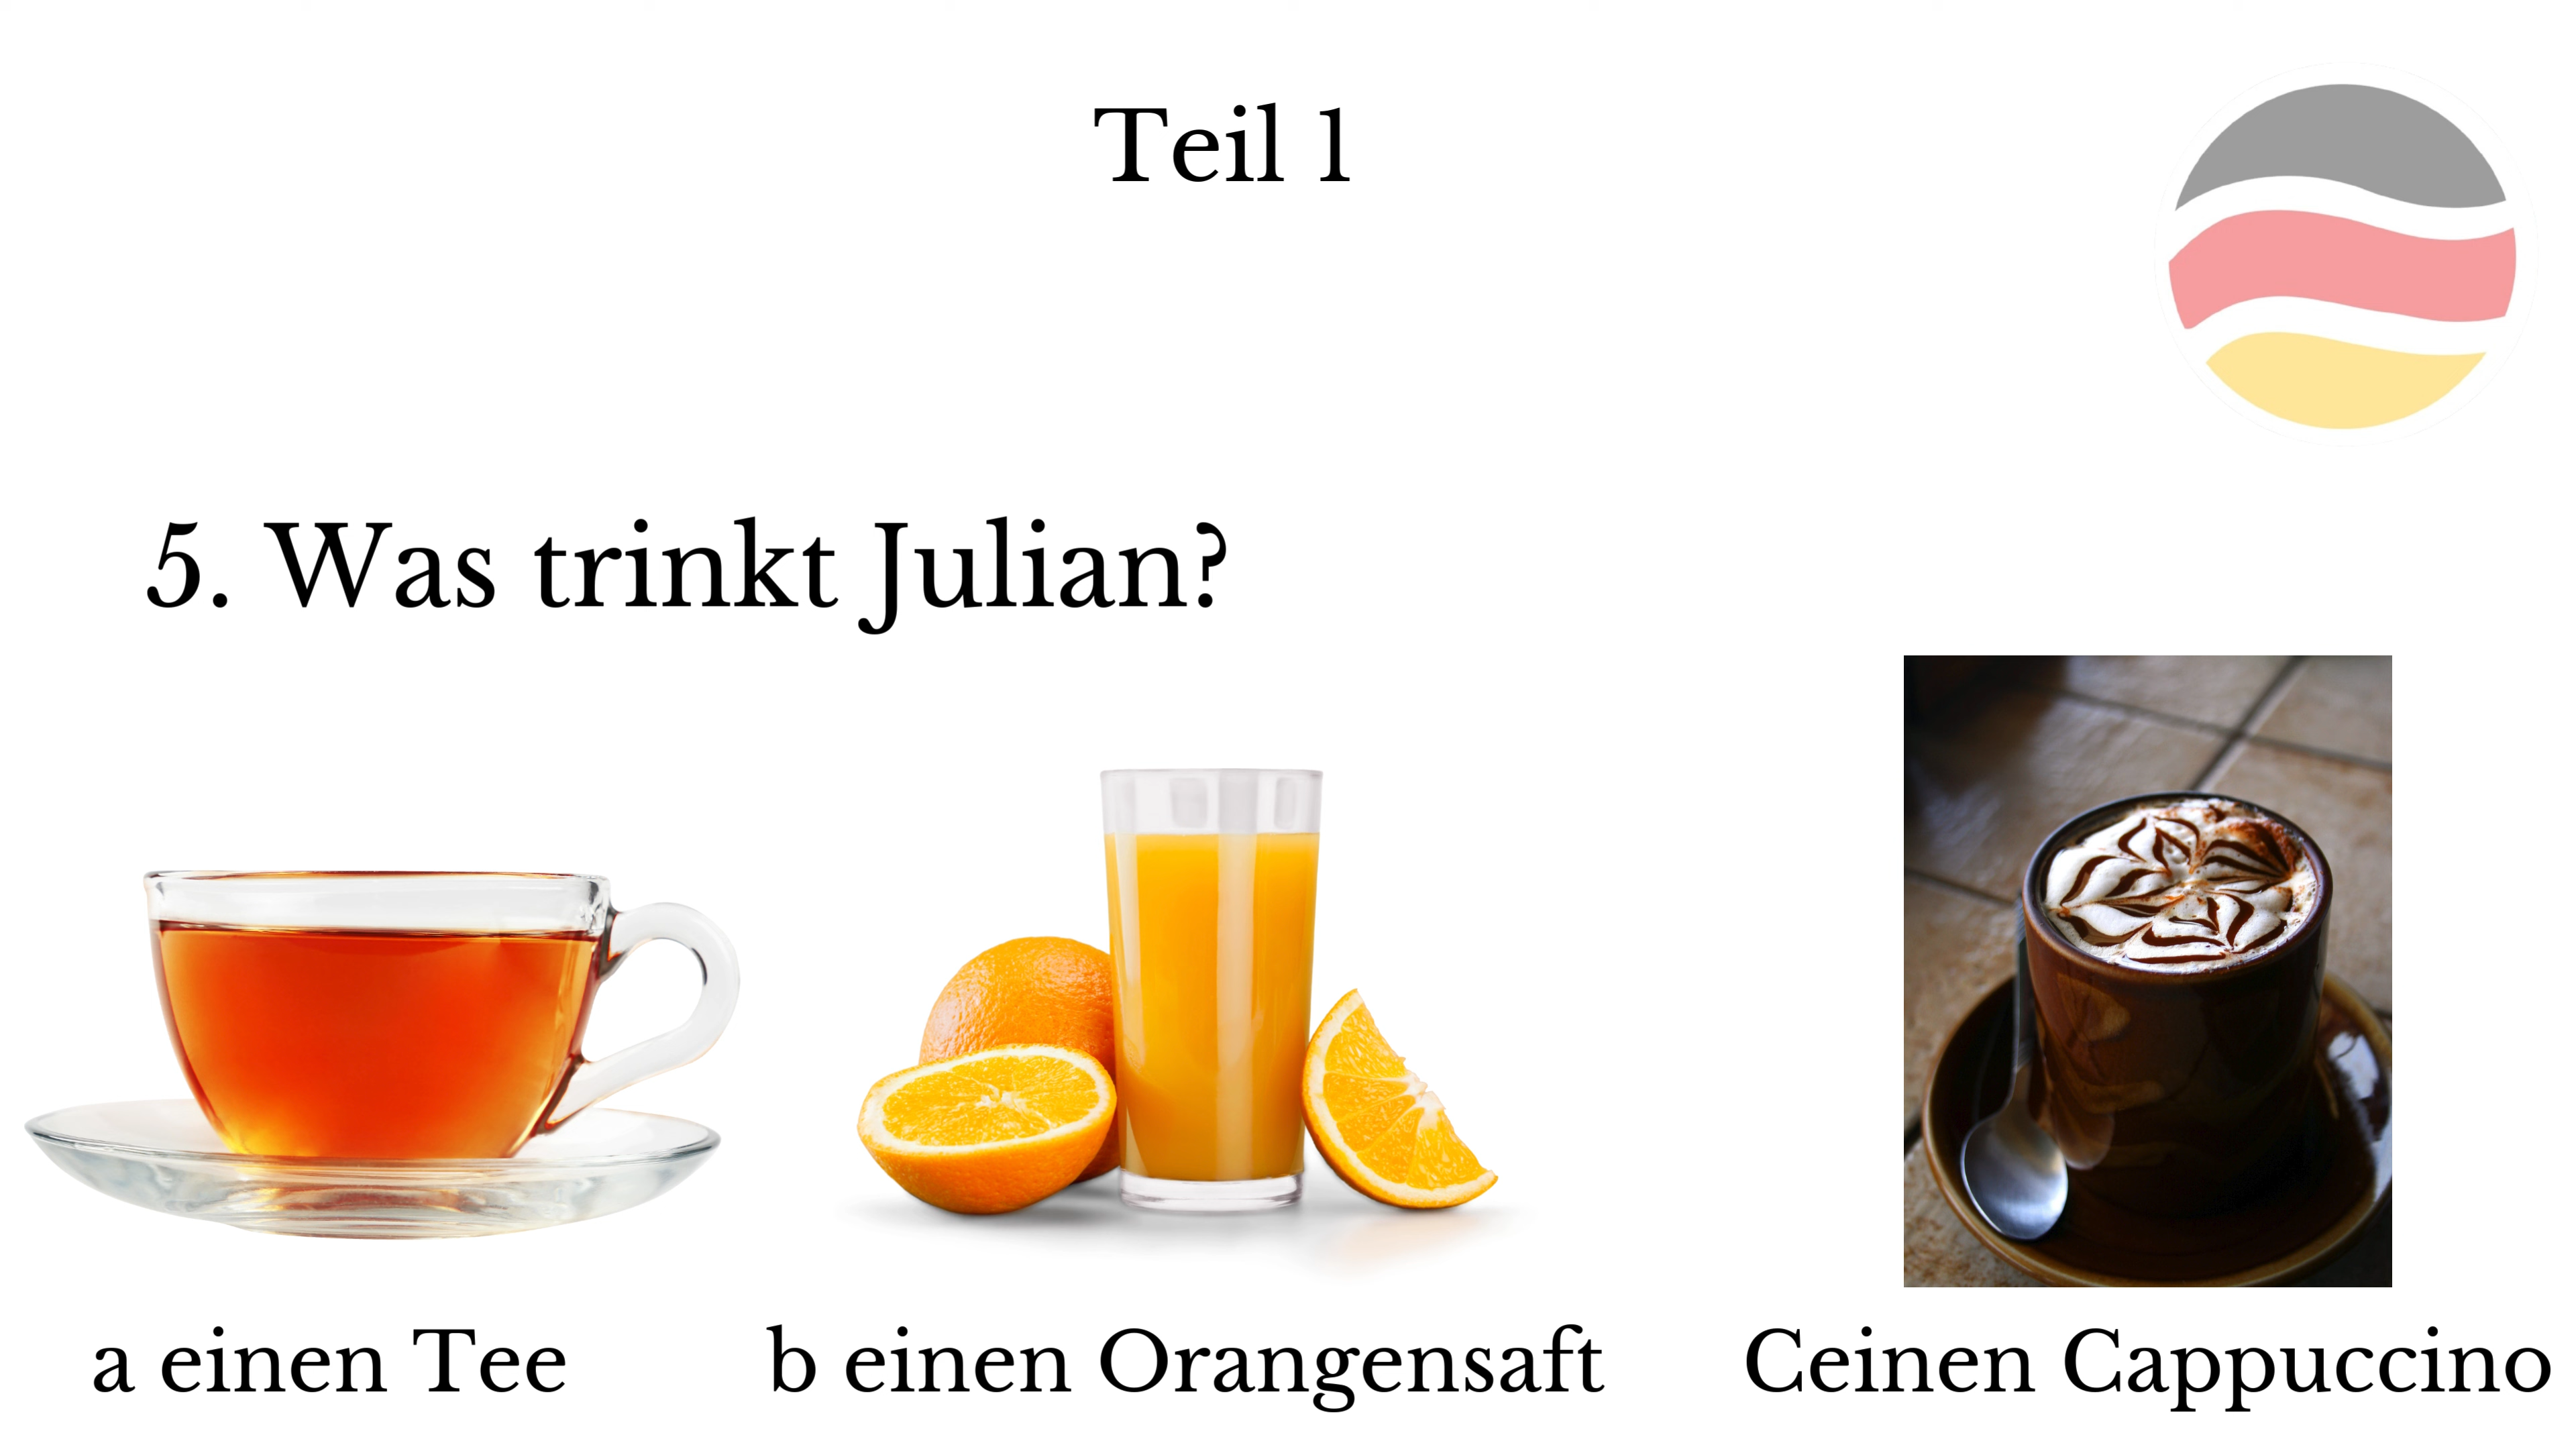 Teil 1
5. Was trinkt Julian?
a einen Tee
b einen Orangensaft
Ceinen Cappuccino